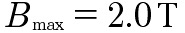 B_max = 2.0 T